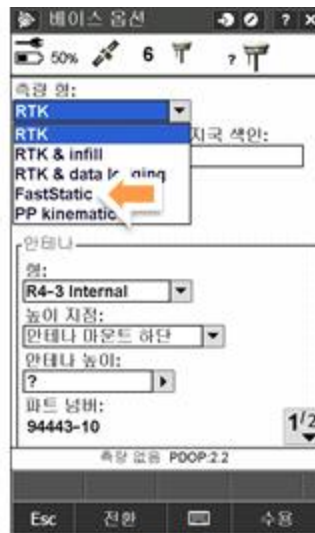 베이스 옵션 ? X
50% 6 ?
측량 형:
RTK
RTK 지국 색인:
RTK & infill
RTK & data
FastStatic
PP kinematic
안테나
형:
R4-3 Internal
높이 지점:
안테나 마운트 하단
안테나 높이:
?
파트 넘버:
94443-10 1/2
측량 없음 PDOP:2.2
Esc 전환 수용